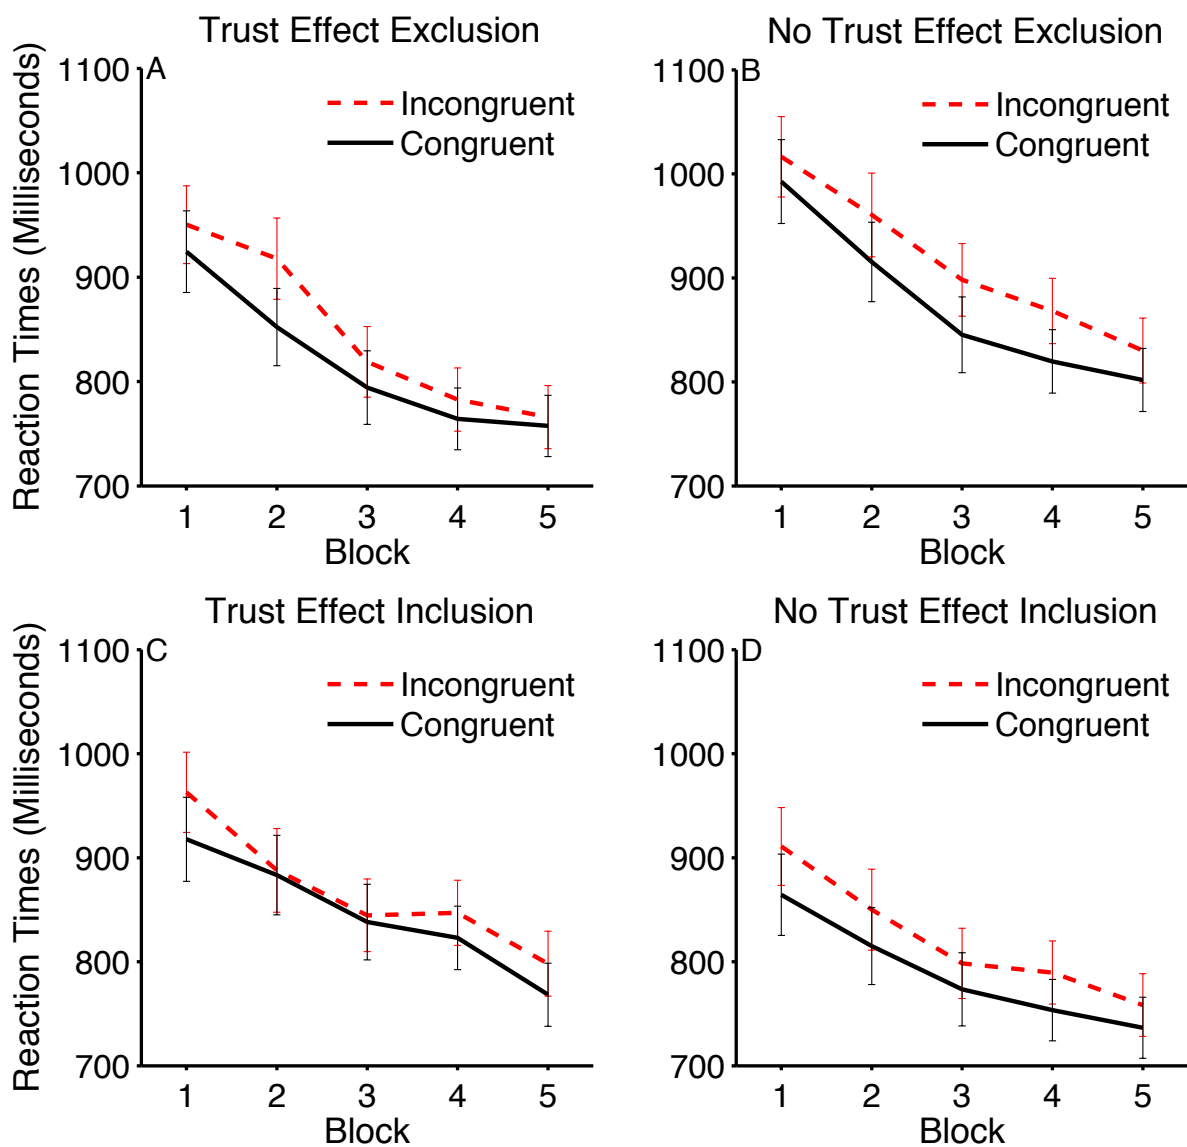 Trust Effect Exclusion
No Trust Effect Exclusion
A
B
Incongruent
Congruent
Incongruent
Congruent
Reaction Times (Milliseconds)
1100
1000
900
800
700
1100
1000
900
800
700
1 2 3 4 5
1 2 3 4 5
Block
Block
Trust Effect Inclusion
No Trust Effect Inclusion
C
D
Incongruent
Congruent
Incongruent
Congruent
Reaction Times (Milliseconds)
1100
1000
900
800
700
1100
1000
900
800
700
1 2 3 4 5
1 2 3 4 5
Block
Block